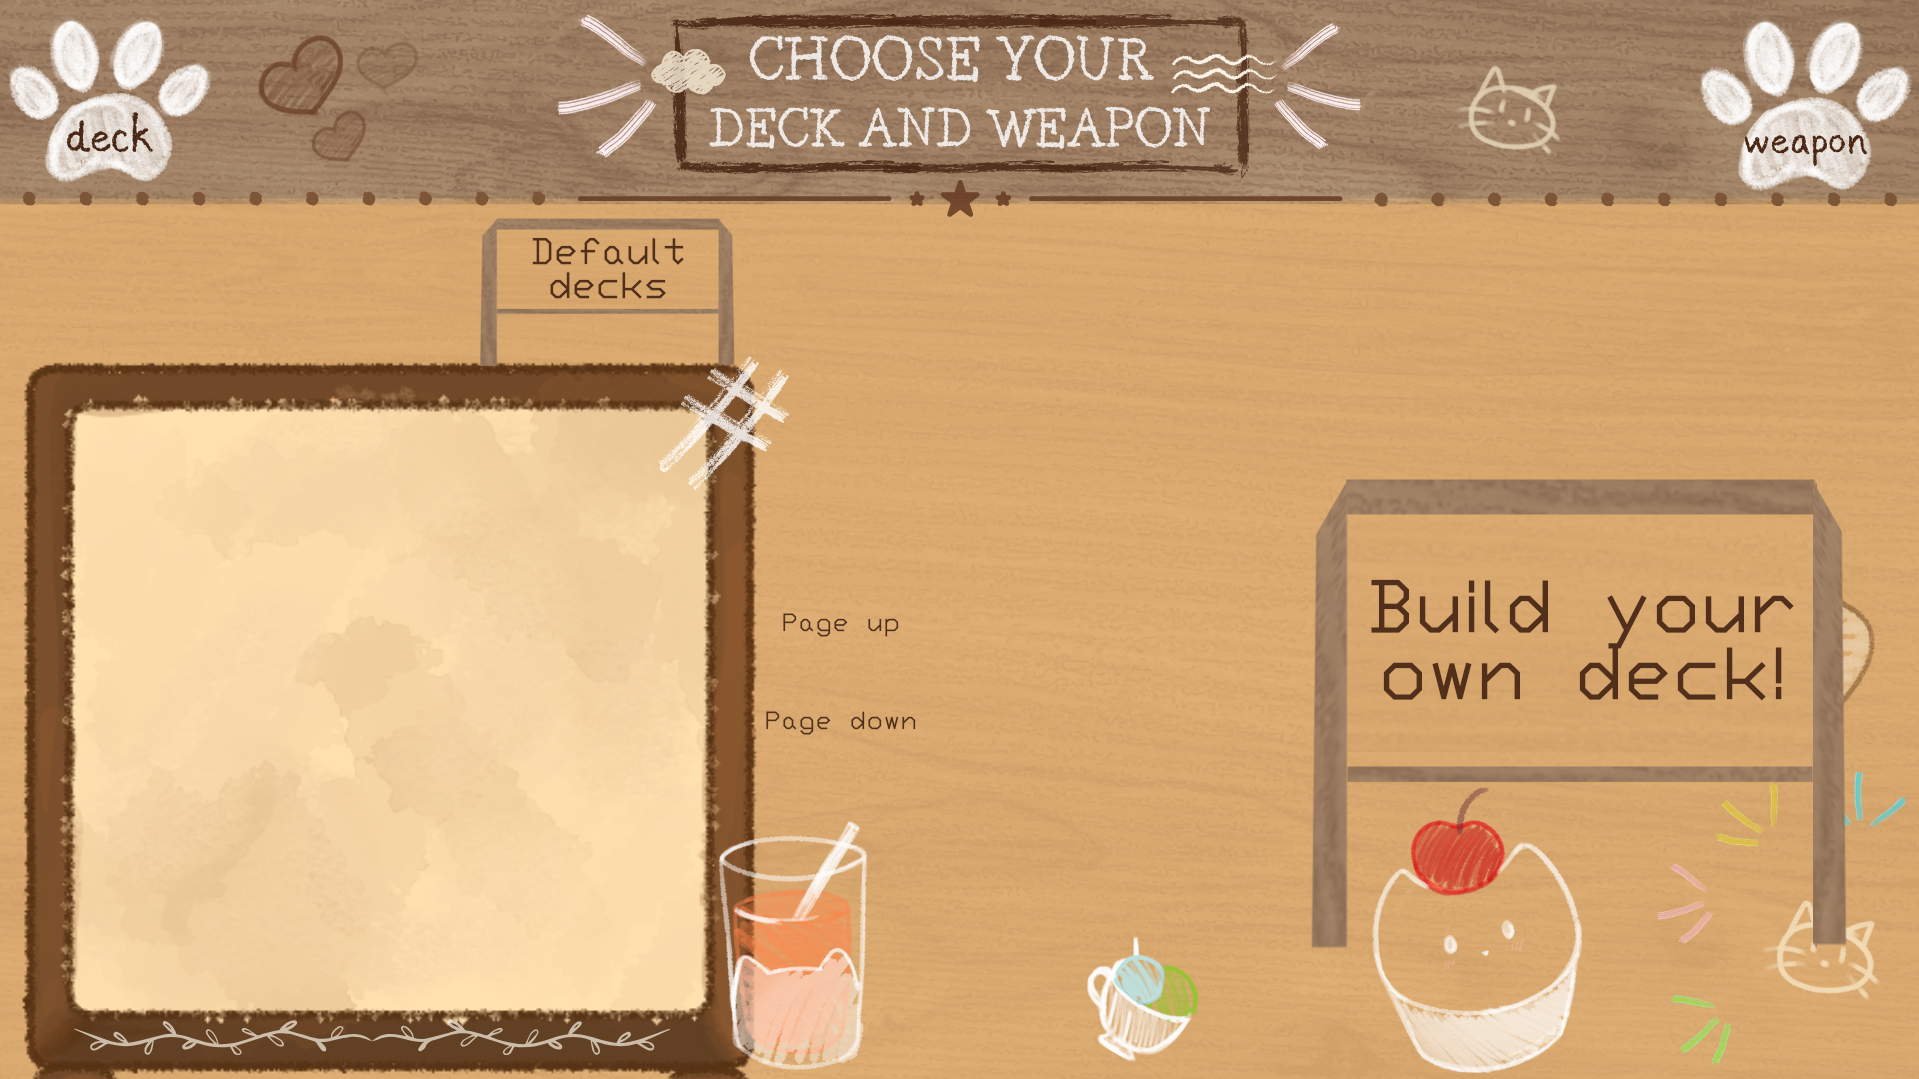 CHOOSE YOUR
DECK AND WEAPON
deck
weapon
Default
decks
Page up
Page down
Build your
own deck!